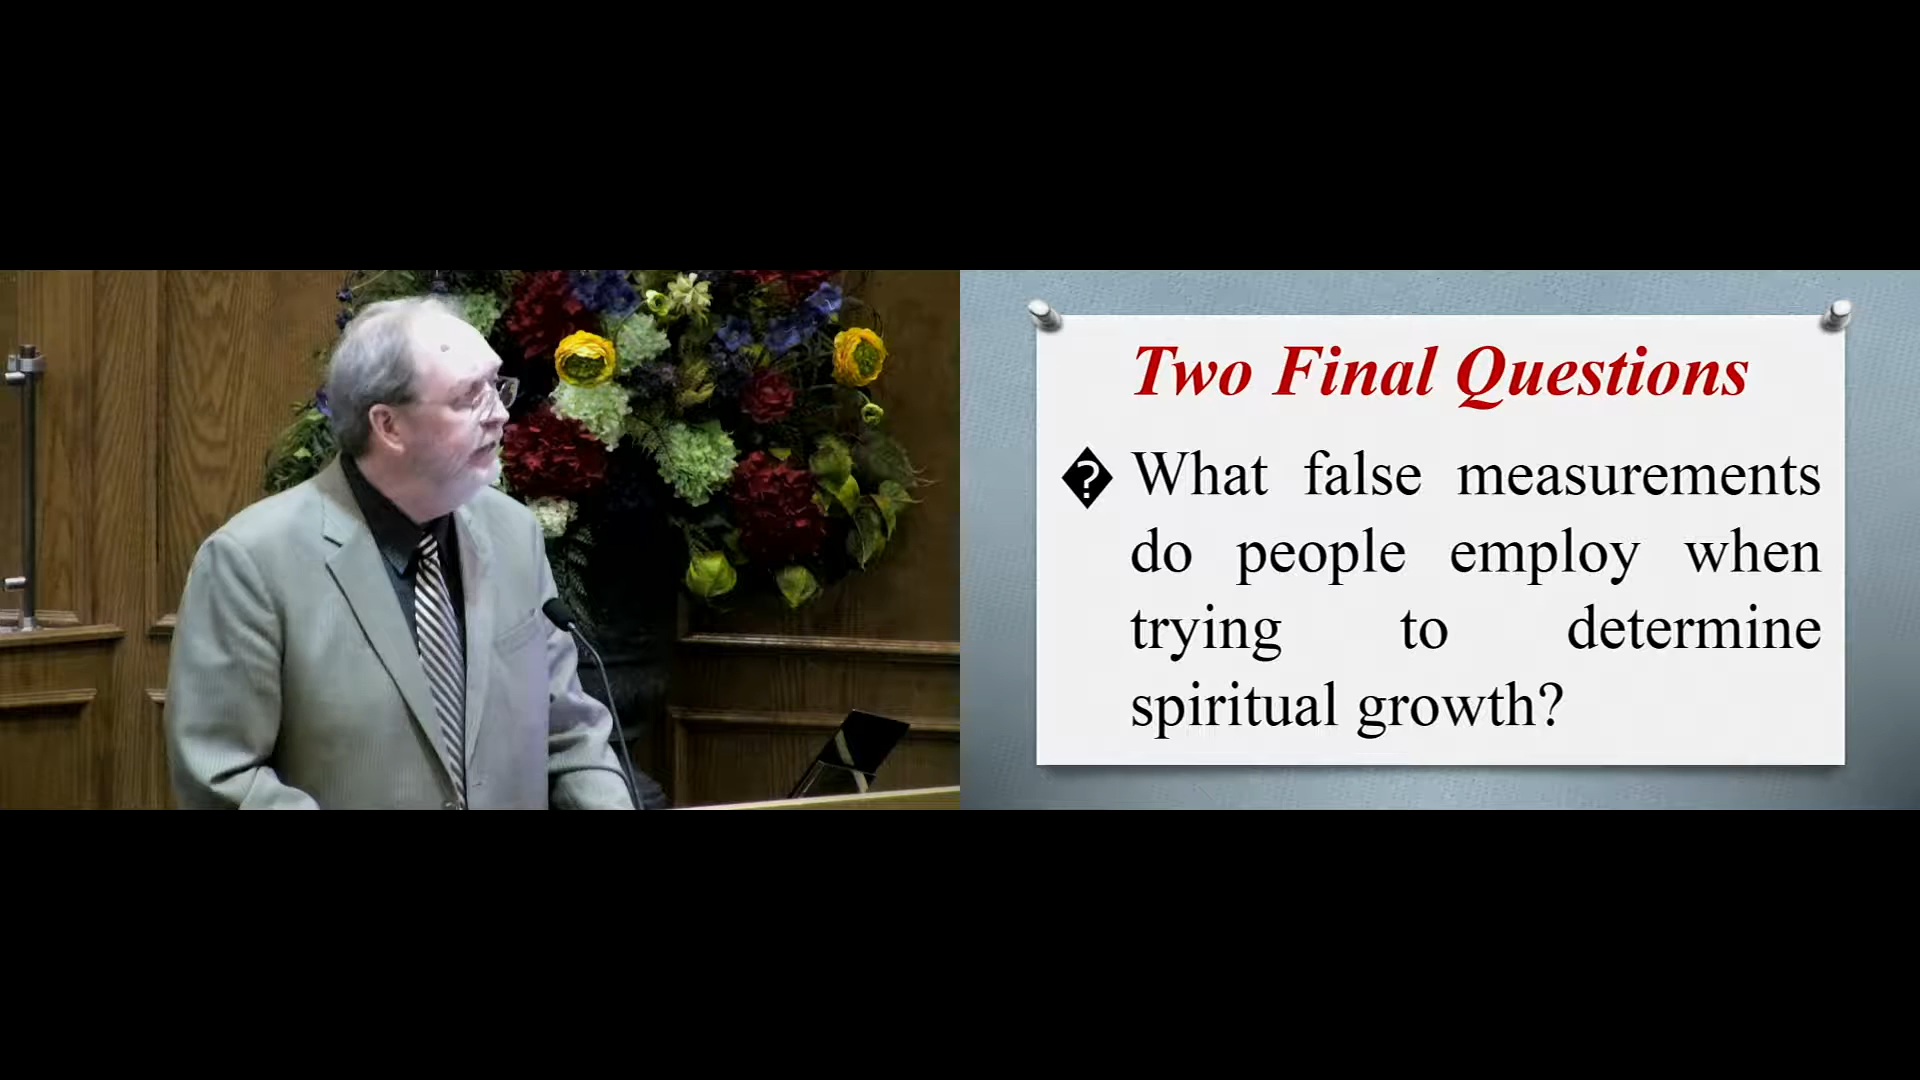 Two Final Questions
� What false measurements
do people employ when
trying to determine
spiritual growth?